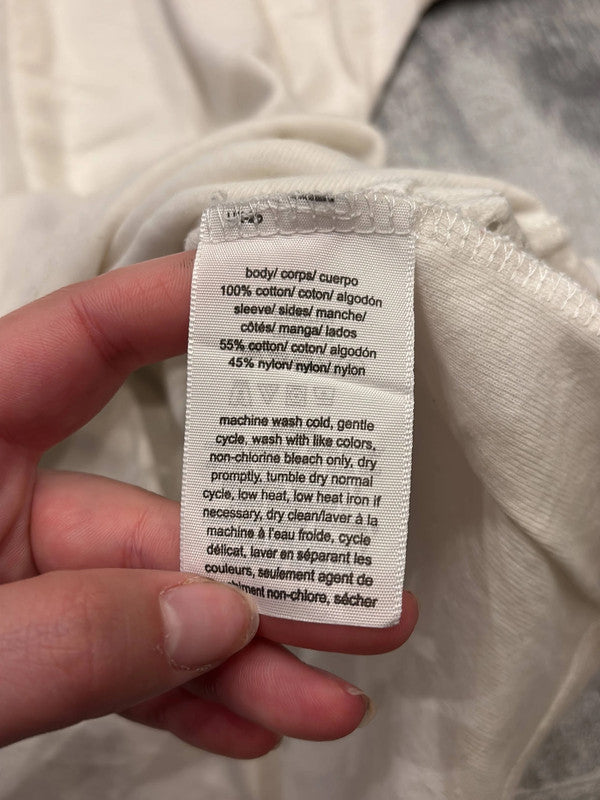 body/ corps/ cuerpo
100% cotton/ coton/ algodón
sleeve/ sides/ manche/
côtés/ manga/ lados
55% cotton/ coton/ algodón
45% nylon/ nylon/ nylon
machine wash cold, gentle
cycle, wash with like colors,
non-chlorine bleach only, dry
promptly, tumble dry normal
cycle, low heat, low heat iron if
necessary, dry clean/laver à la
machine à l'eau froide, cycle
délicat, laver en séparant les
couleurs, seulement agent de
non-chlore, sécher